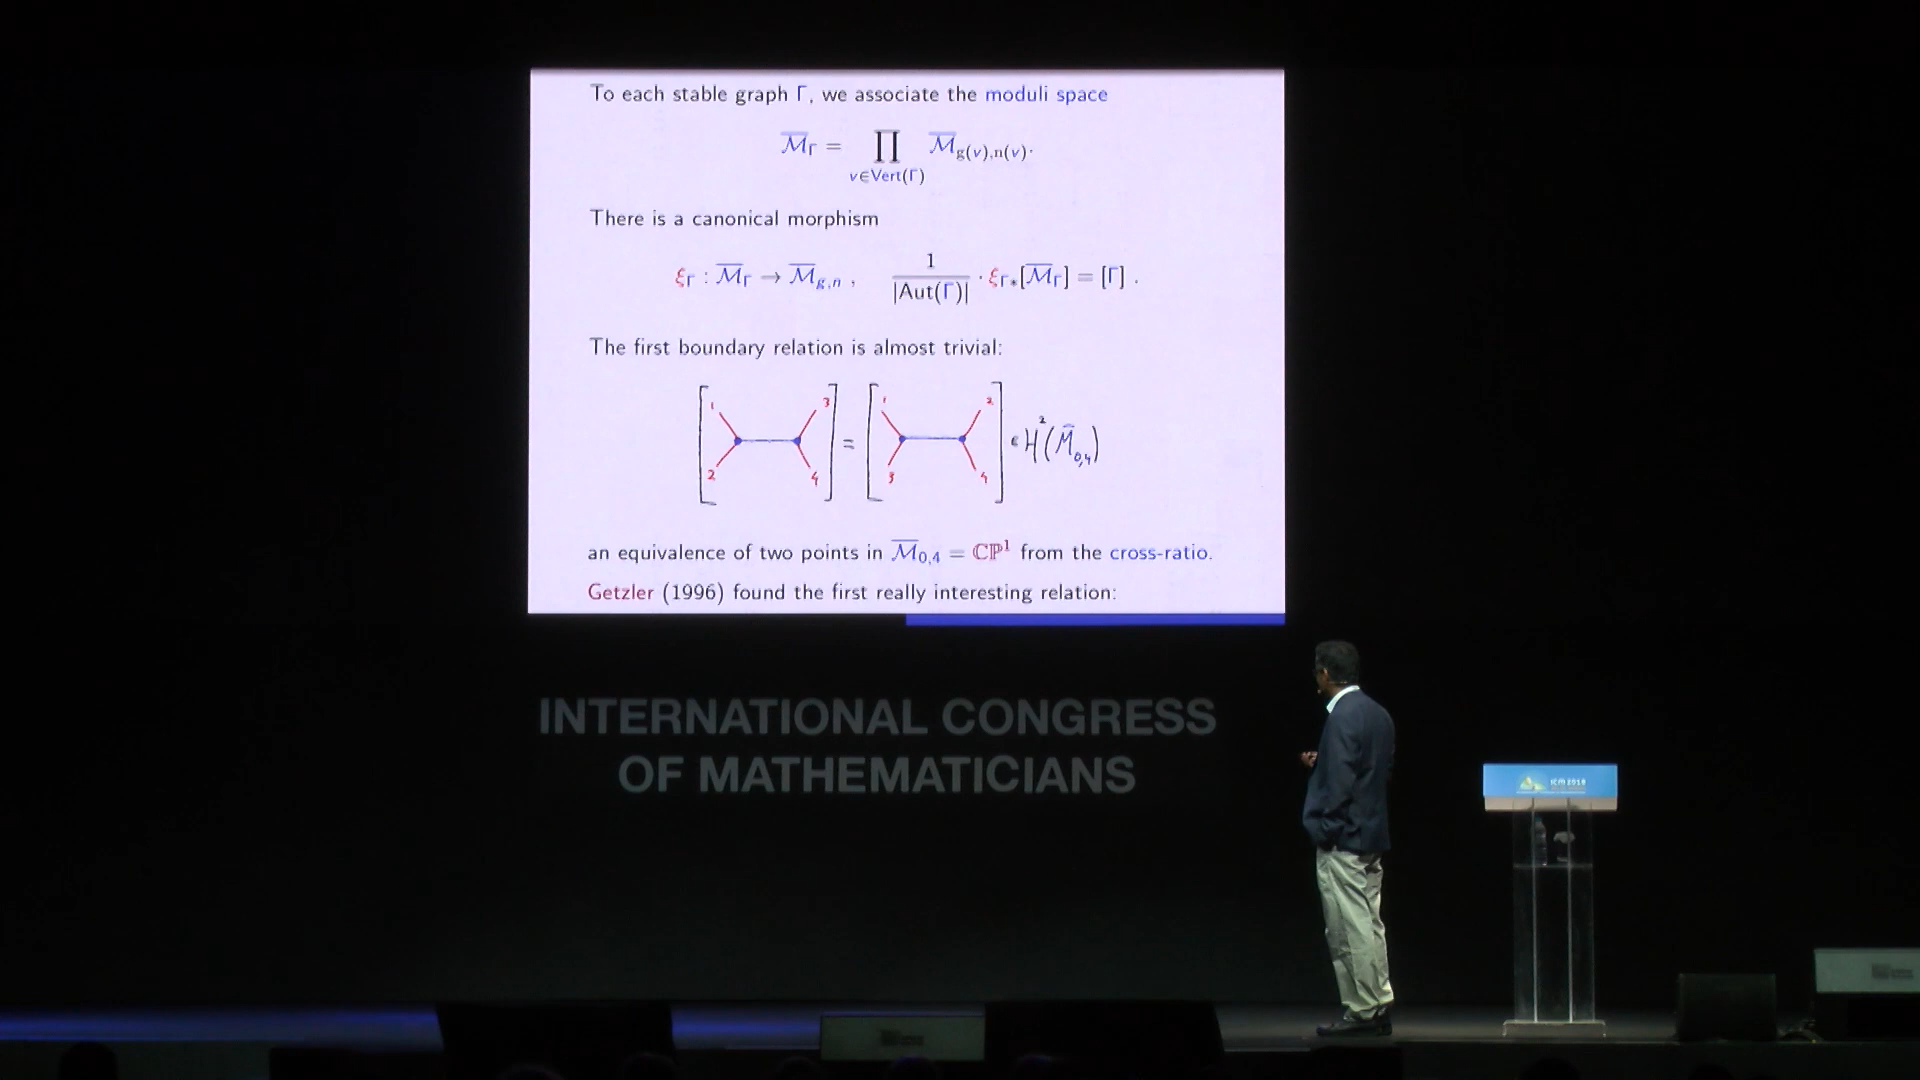 To each stable graph Γ, we associate the moduli space
M̅_Γ = ∏_{v∈Vert(Γ)} M̅_{g(v),n(v)}.
There is a canonical morphism
ξ_Γ : M̅_Γ → M̅_{g,n} , 1/|Aut(Γ)| · ξ_{Γ*}[M̅_Γ] = [Γ] .
The first boundary relation is almost trivial:
[1 2 3 4] = [1 3 2 4] ∈ H²(M̅_{0,4})
an equivalence of two points in M̅_{0,4} = ℂℙ¹ from the cross-ratio.
Getzler (1996) found the first really interesting relation:
INTERNATIONAL CONGRESS
OF MATHEMATICIANS
ICM 2018